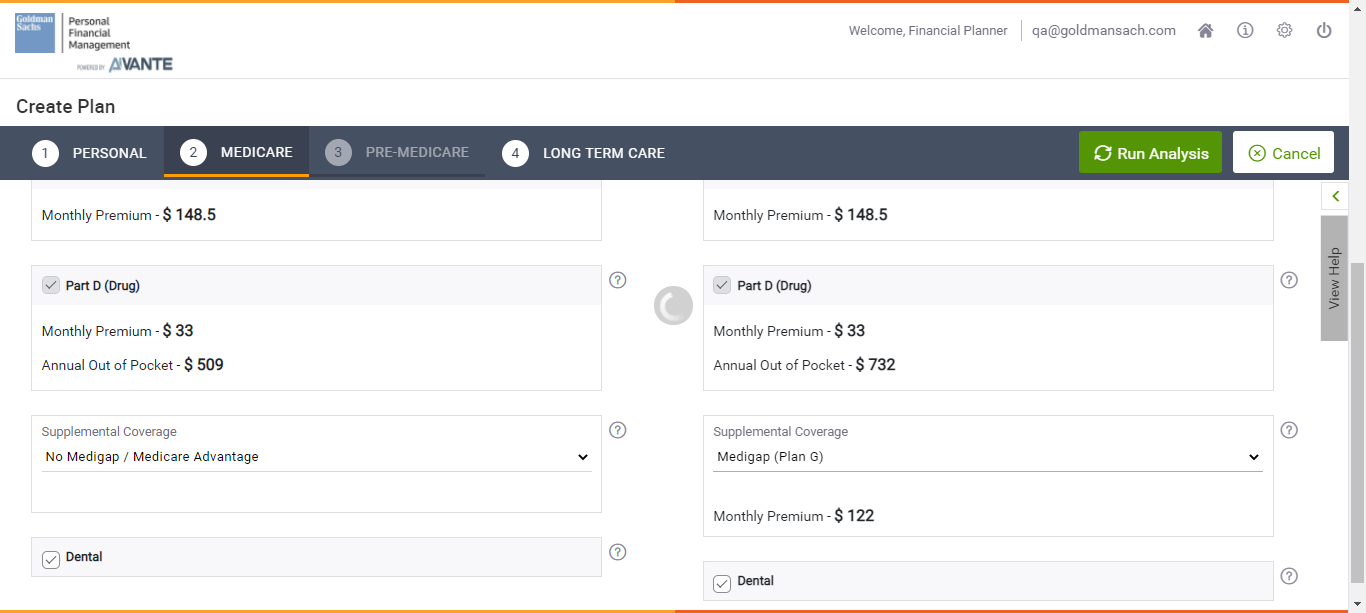 Goldman
Sachs
Personal
Financial
Management
POWERED BY AiVANTE
Welcome, Financial Planner
qa@goldmansach.com
Create Plan
1 PERSONAL
2 MEDICARE
3 PRE-MEDICARE
4 LONG TERM CARE
Run Analysis
Cancel
Monthly Premium - $ 148.5
Monthly Premium - $ 148.5
View Help
Part D (Drug)
Monthly Premium - $ 33
Annual Out of Pocket - $ 509
Part D (Drug)
Monthly Premium - $ 33
Annual Out of Pocket - $ 732
Supplemental Coverage
No Medigap / Medicare Advantage
Supplemental Coverage
Medigap (Plan G)
Monthly Premium - $ 122
Dental
Dental